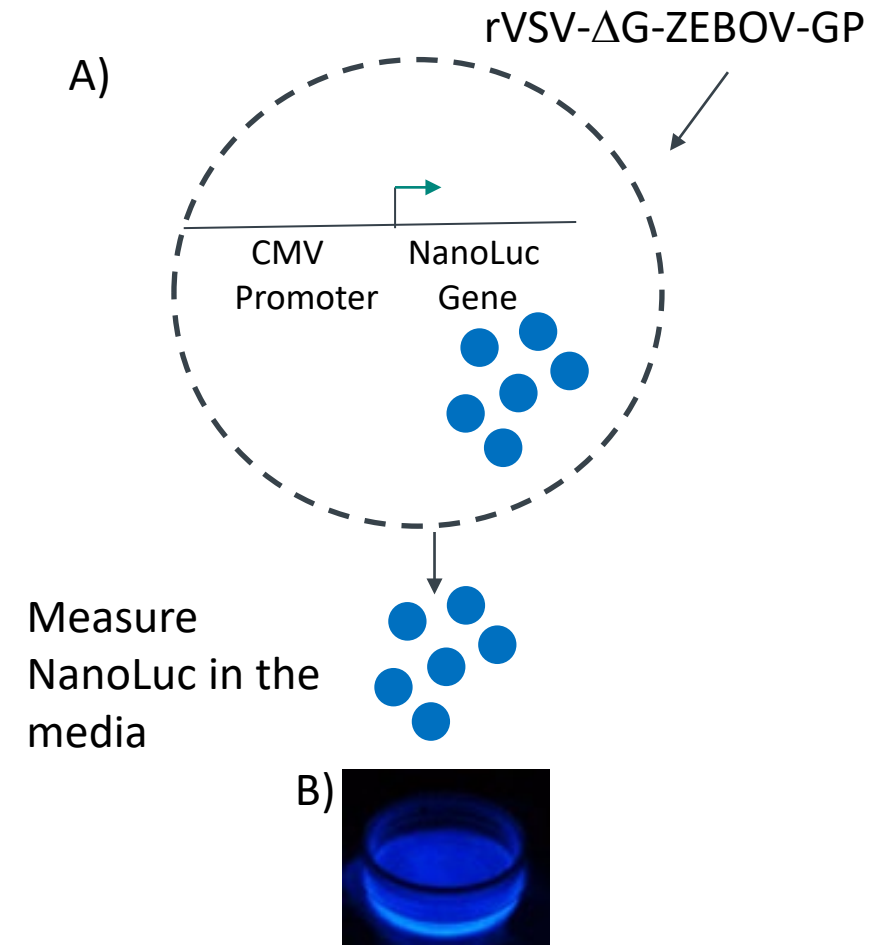 rVSV-ΔG-ZEBOV-GP
A)
CMV
Promoter
NanoLuc
Gene
Measure
NanoLuc in the
media
B)